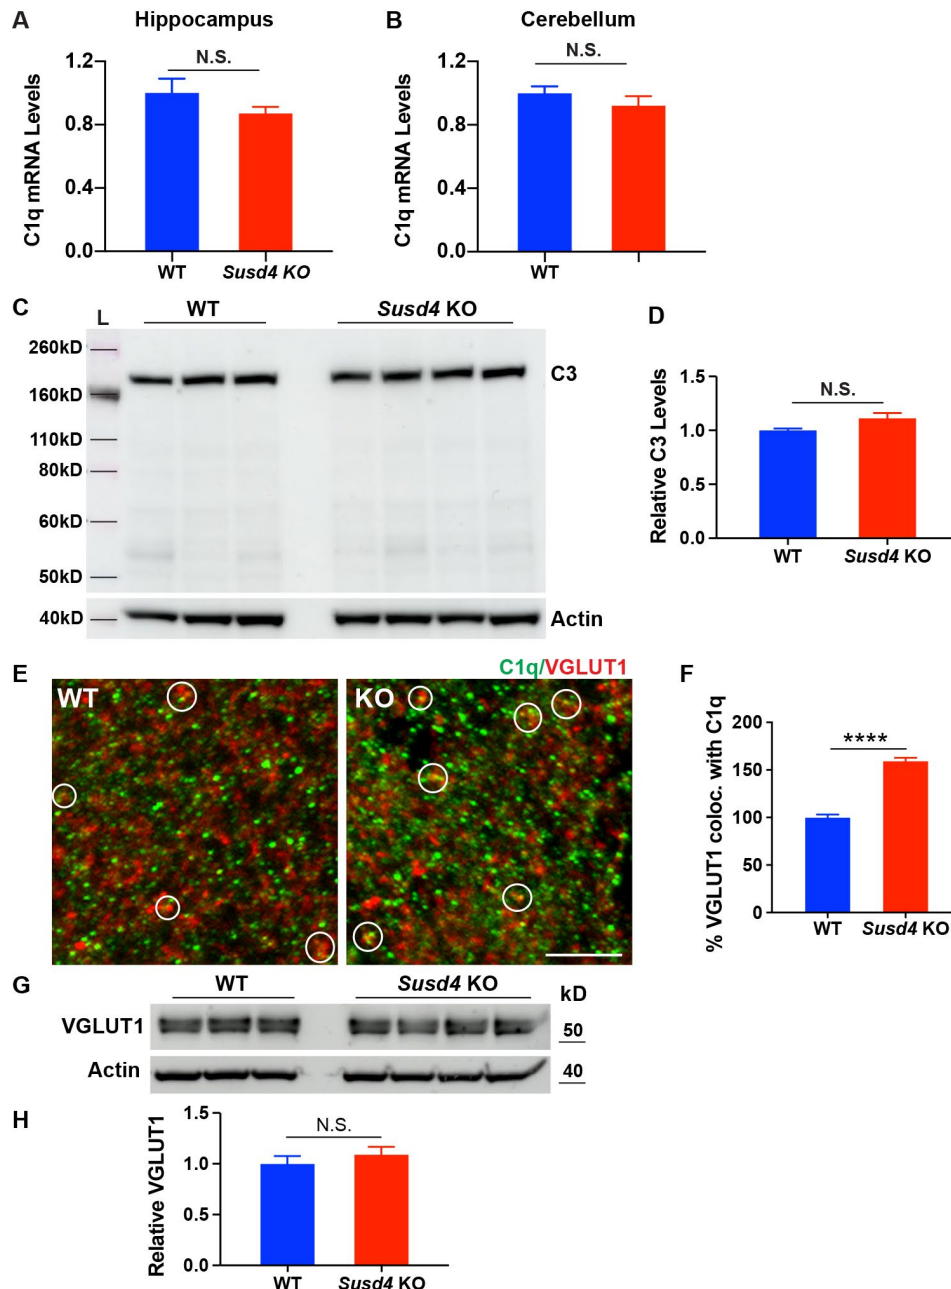 A Hippocampus
N.S.
C1q mRNA Levels
1.2
0.8
0.4
0.0
WT Susd4 KO
B Cerebellum
N.S.
C1q mRNA Levels
1.2
0.8
0.4
0.0
WT
C
L WT Susd4 KO
260kD
160kD
110kD
80kD
60kD
50kD
40kD
C3
Actin
D
N.S.
Relative C3 Levels
1.5
1.0
0.5
0.0
WT Susd4 KO
E
C1q/VGLUT1
WT
KO
F
****
% VGLUT1 coloc. with C1q
200
150
100
50
0
WT Susd4 KO
G
WT Susd4 KO kD
VGLUT1 50
Actin 40
H
N.S.
Relative VGLUT1
1.5
1.0
0.5
0.0
WT Susd4 KO